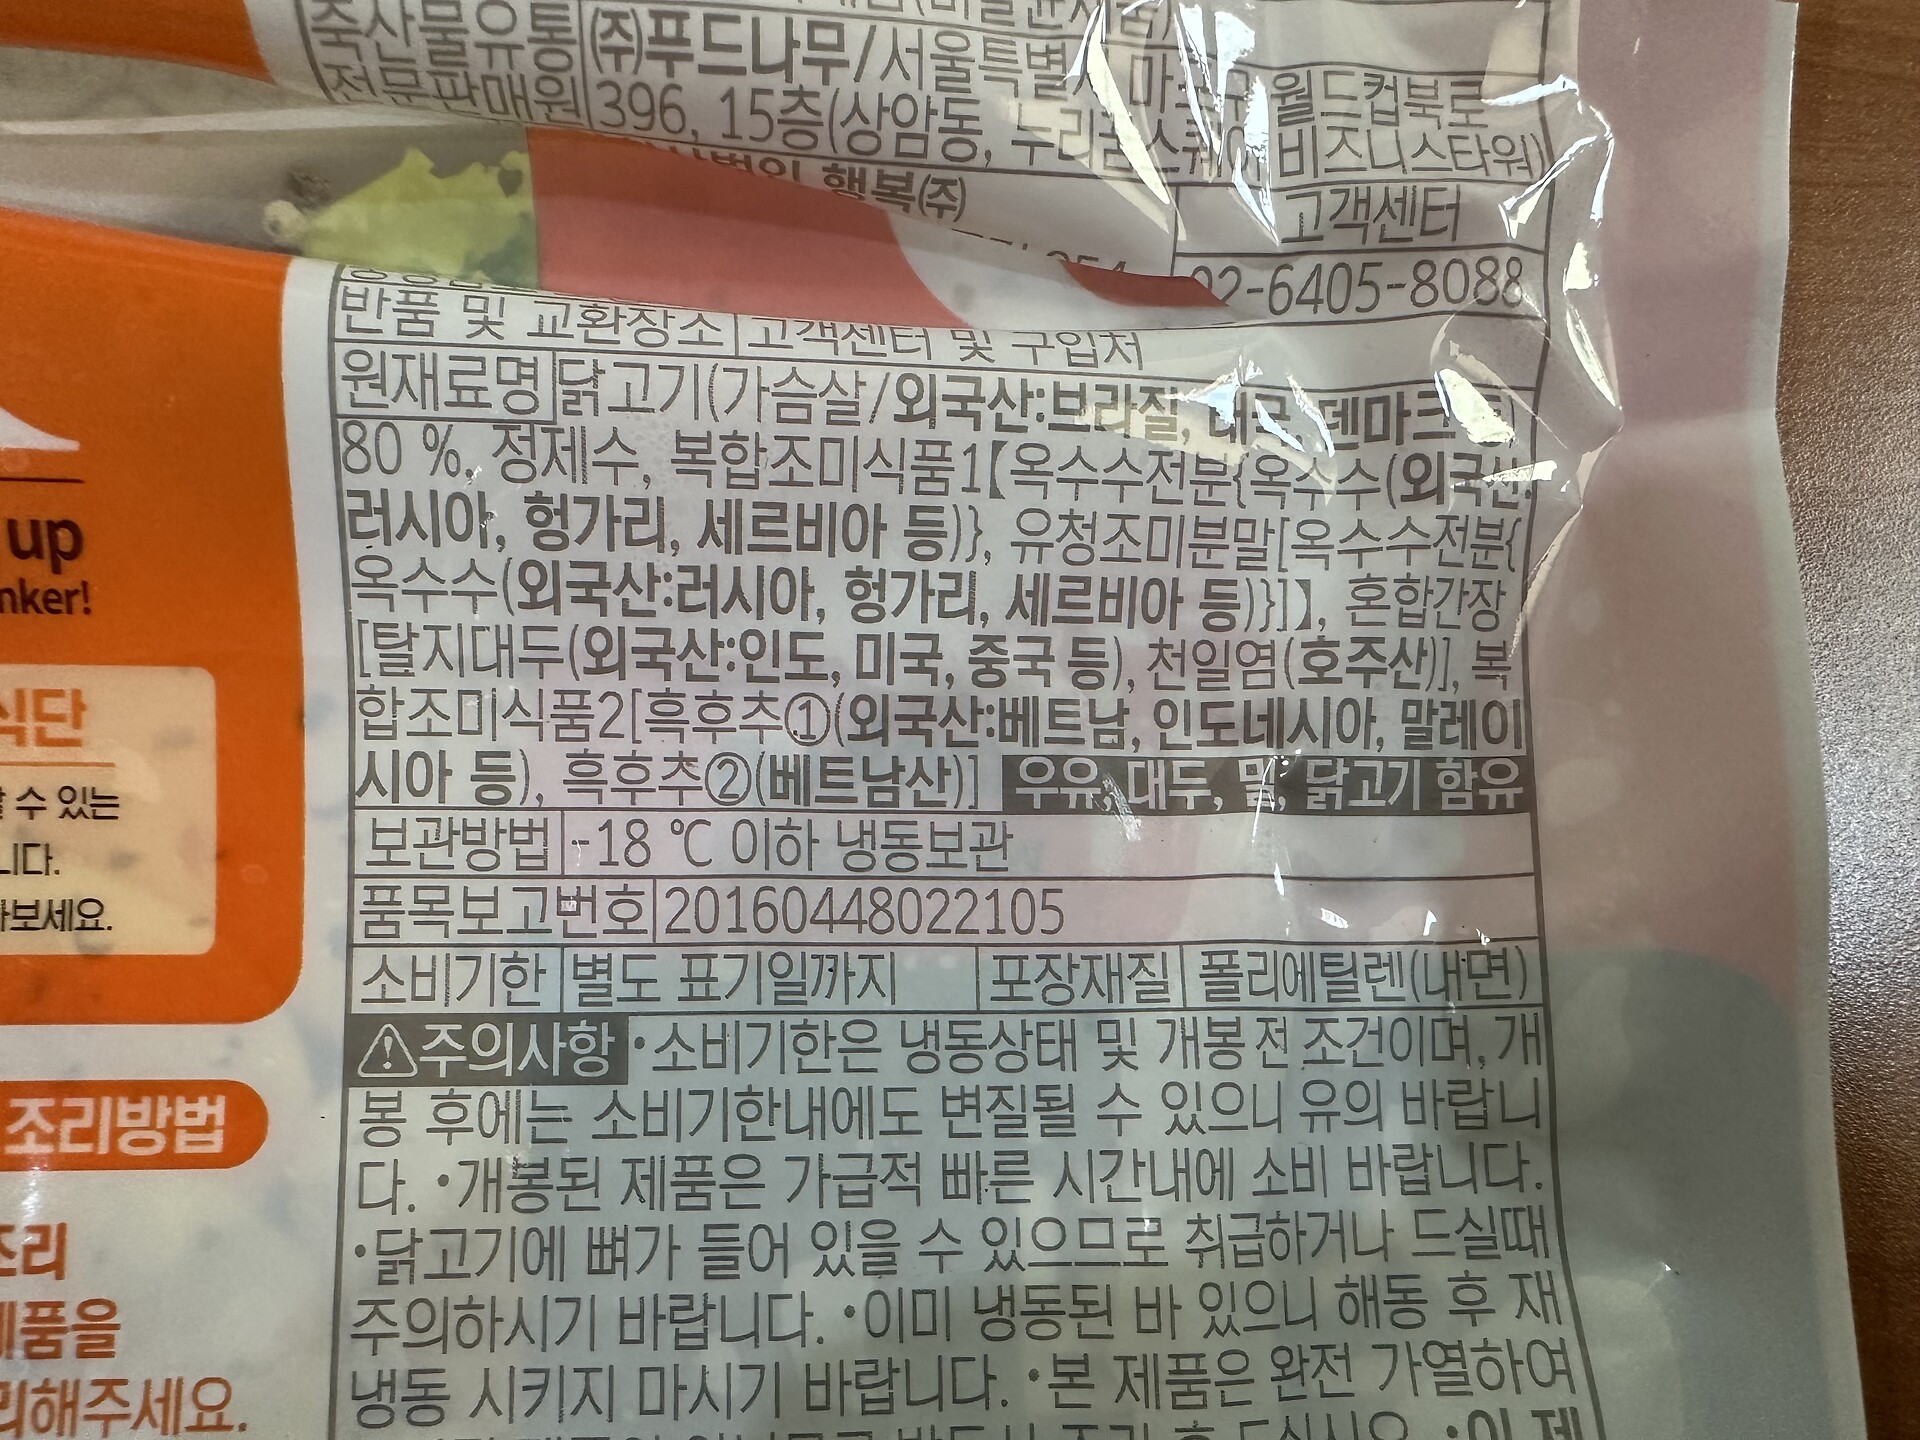 축산물유통 (주)푸드나무/서울특별 마포구 월드컵북로
전문판매원 396, 15층(상암동, 누리꿈스퀘어 비즈니스타워)
행복(주)
고객센터
02-6405-8088
반품 및 교환장소 고객센터 및 구입처
원재료명 닭고기(가슴살/외국산:브라질, 태국, 덴마크 등)
80 %, 정제수, 복합조미식품1【옥수수전분{옥수수(외국산:
러시아, 헝가리, 세르비아 등)}, 유청조미분말[옥수수전분{
옥수수(외국산:러시아, 헝가리, 세르비아 등)}]】, 혼합간장
[탈지대두(외국산:인도, 미국, 중국 등), 천일염(호주산)], 복
합조미식품2[흑후추①(외국산:베트남, 인도네시아, 말레이
시아 등), 흑후추②(베트남산)] 우유, 대두, 밀, 닭고기 함유
보관방법 -18 ℃ 이하 냉동보관
품목보고번호 20160448022105
소비기한 별도 표기일까지 포장재질 폴리에틸렌(내면)
⚠주의사항 •소비기한은 냉동상태 및 개봉 전 조건이며, 개
봉 후에는 소비기한내에도 변질될 수 있으니 유의 바랍니
다. •개봉된 제품은 가급적 빠른 시간내에 소비 바랍니다.
•닭고기에 뼈가 들어 있을 수 있으므로 취급하거나 드실때
주의하시기 바랍니다. •이미 냉동된 바 있으니 해동 후 재
냉동 시키지 마시기 바랍니다. •본 제품은 완전 가열하여
up
nker!
식단
수 있는
니다.
보세요.
조리방법
조리
제품을
리해주세요.